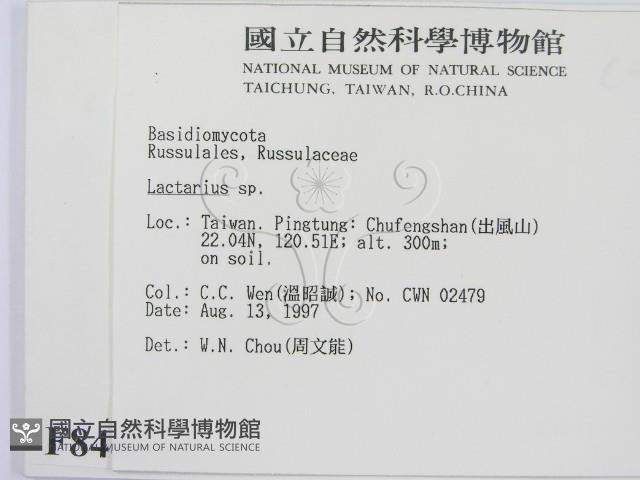 國立自然科學博物館
NATIONAL MUSEUM OF NATURAL SCIENCE
TAICHUNG, TAIWAN, R.O.CHINA
Basidiomycota
Russulales, Russulaceae
Lactarius sp.
Loc.: Taiwan. Pingtung: Chufengshan(出風山)
22.04N, 120.51E; alt. 300m;
on soil.
Col.: C.C. Wen(溫昭誠); No. CWN 02479
Date: Aug. 13, 1997
Det.: W.N. Chou(周文能)
國立自然科學博物館
NATIONAL MUSEUM OF NATURAL SCIENCE
F84